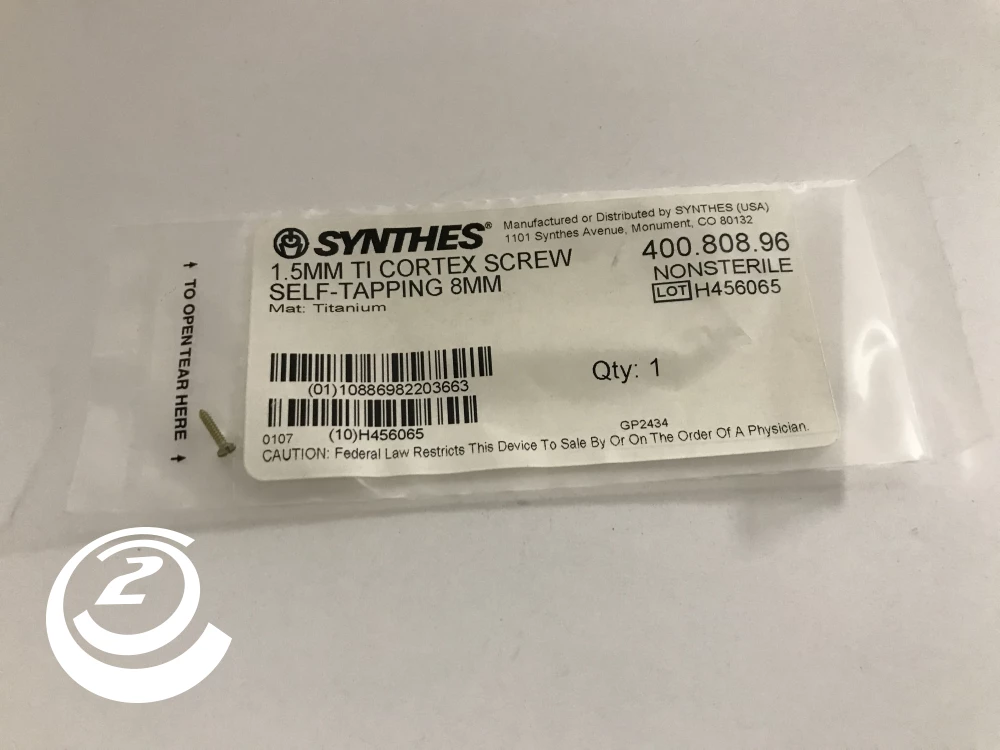 SYNTHES®
Manufactured or Distributed by SYNTHES (USA)
1101 Synthes Avenue, Monument, CO 80132
1.5MM TI CORTEX SCREW
SELF-TAPPING 8MM
Mat: Titanium
400.808.96
NONSTERILE
LOT H456065
(01)10886982203663
Qty: 1
0107
(10)H456065
GP2434
CAUTION: Federal Law Restricts This Device To Sale By Or On The Order Of A Physician.
TO OPEN TEAR HERE
2